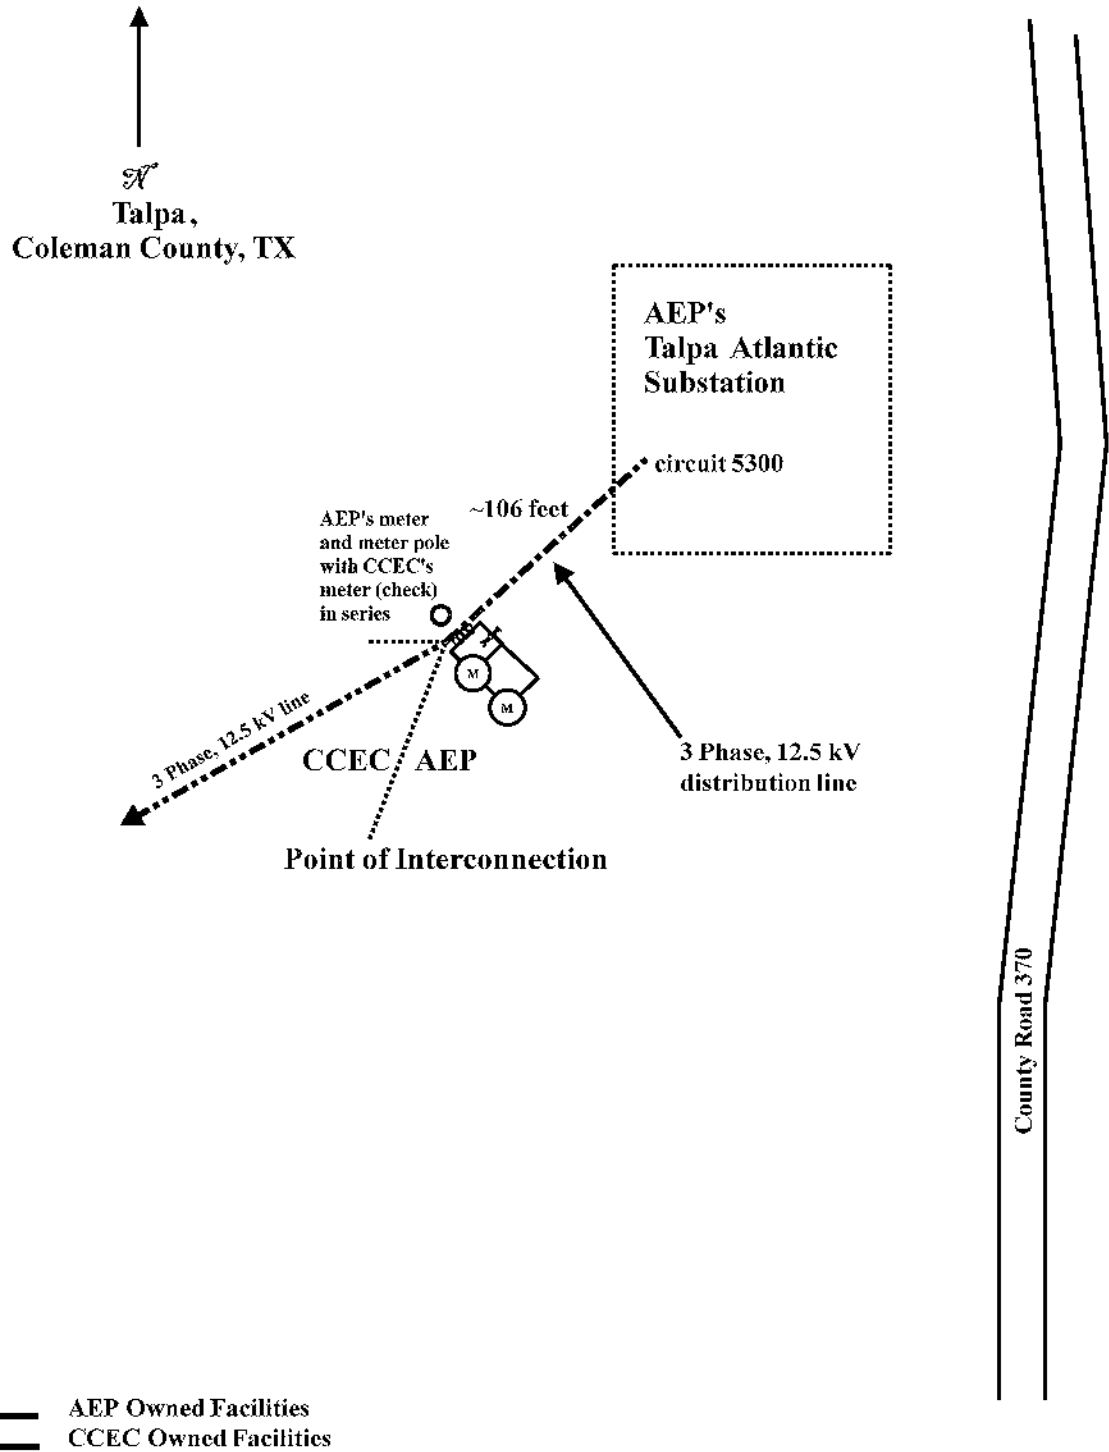 N
Talpa,
Coleman County, TX
AEP's
Talpa Atlantic
Substation
circuit 5300
~106 feet
AEP's meter
and meter pole
with CCEC's
meter (check)
in series
M
M
3 Phase, 12.5 kV line
CCEC
AEP
3 Phase, 12.5 kV
distribution line
Point of Interconnection
County Road 370
AEP Owned Facilities
CCEC Owned Facilities